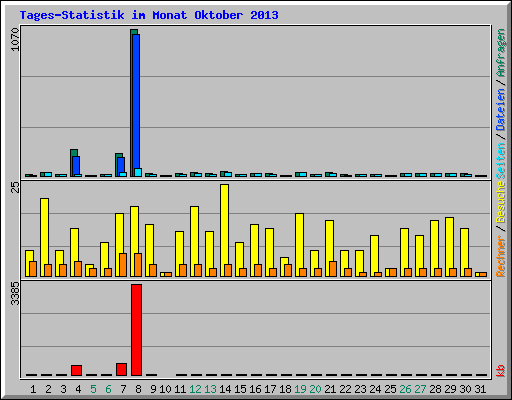 Tages-Statistik im Monat Oktober 2013
1070
25
3385
Rechner / Besuche Seiten / Dateien / Anfragen
kb
1 2 3 4 5 6 7 8 9 10 11 12 13 14 15 16 17 18 19 20 21 22 23 24 25 26 27 28 29 30 31